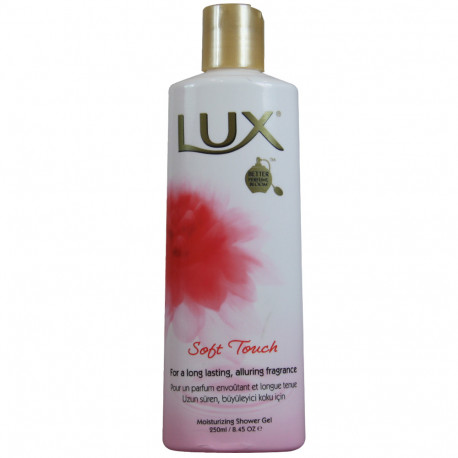 LUX
BETTER
Soft Touch
For a long lasting, alluring fragrance
Pour un parfum envoûtant et longue tenue
Uzun süren, büyüleyici koku için
Moisturizing Shower Gel
250ml / 8.45 OZ ℮